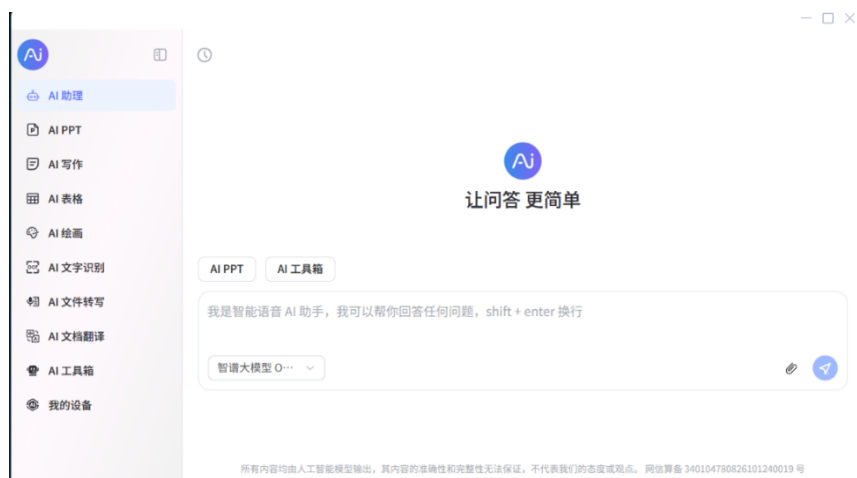 Ai
AI 助理
AI PPT
AI 写作
AI 表格
AI 绘画
AI 文字识别
AI 文件转写
AI 文档翻译
AI 工具箱
我的设备
Ai
让问答 更简单
AI PPT
AI 工具箱
我是智能语音 AI 助手，我可以帮你回答任何问题，shift + enter 换行
智谱大模型 O…
所有内容均由人工智能模型输出，其内容的准确性和完整性无法保证，不代表我们的态度或观点。 网信算备 340104780826101240019 号